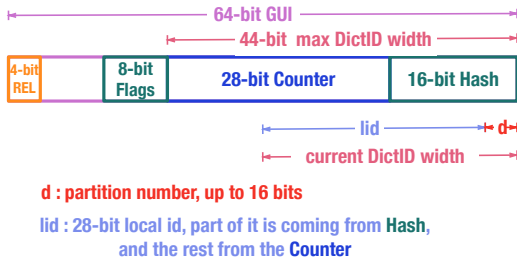 64-bit GUI
44-bit max DictID width
4-bit REL
8-bit Flags
28-bit Counter
16-bit Hash
lid
d
current DictID width
d : partition number, up to 16 bits
lid : 28-bit local id, part of it is coming from Hash,
and the rest from the Counter